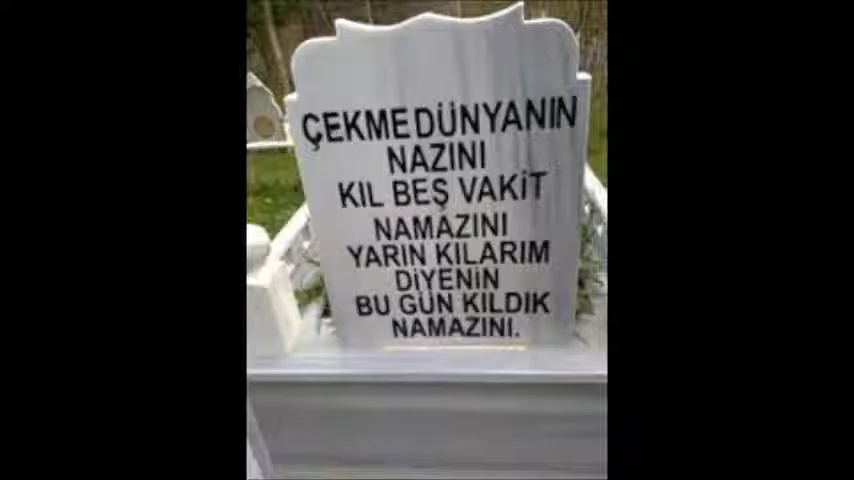 ÇEKME DÜNYANIN
NAZINI
KIL BEŞ VAKİT
NAMAZINI
YARIN KILARIM
DİYENİN
BU GÜN KILDIK
NAMAZINI.